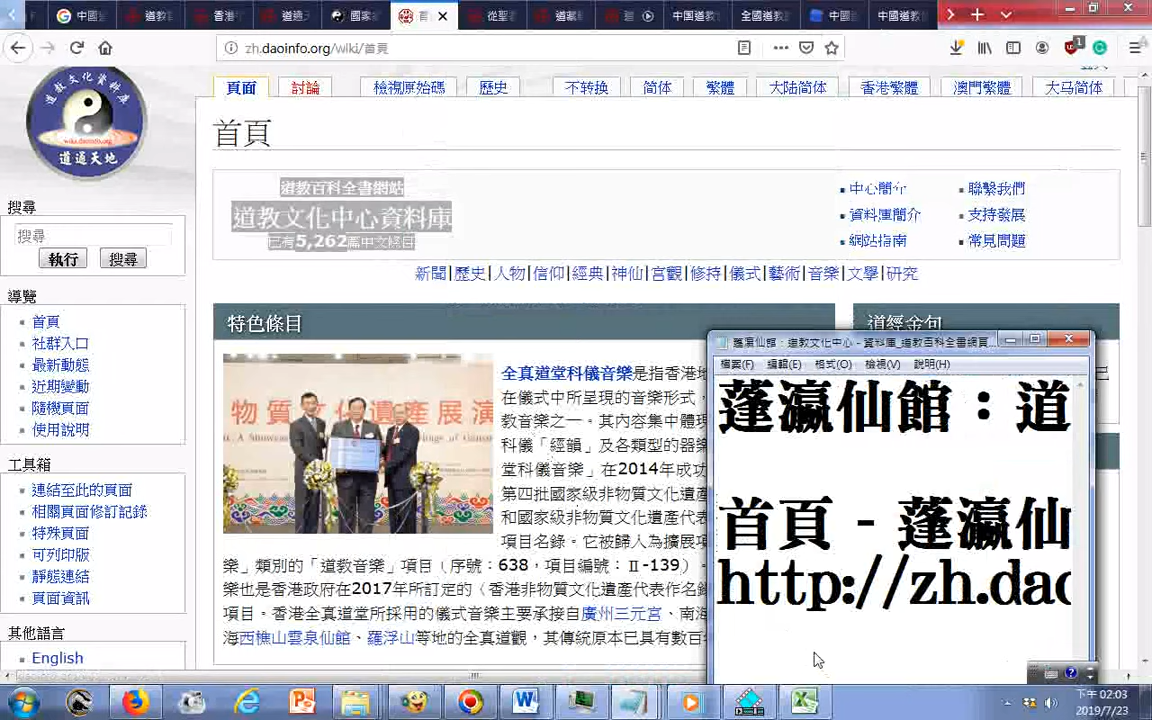 中国
道教
香港
道通天
國家
首
從聖
道教
中国道教
全國道教
中國
中國道教
zh.daoinfo.org/wiki/首頁
1
道教文化資料庫
wiki.daoinfo.org
道通天地
頁面
討論
檢視原始碼
歷史
不转换
简体
繁體
大陆简体
香港繁體
澳門繁體
大马简体
首頁
道教百科全書網站
道教文化中心資料庫
已有5,262篇中文條目
中心簡介
聯繫我們
資料庫簡介
支持發展
網站指南
常見問題
新聞|歷史|人物|信仰|經典|神仙|宮觀|修持|儀式|藝術|音樂|文學|研究
搜尋
搜尋
執行
搜尋
導覽
首頁
社群入口
最新動態
近期變動
隨機頁面
使用說明
工具箱
連結至此的頁面
相關頁面修訂記錄
特殊頁面
可列印版
靜態連結
頁面資訊
其他語言
English
特色條目
道經金句
物質文化遺產展演
全真道堂科儀音樂是指香港地
在儀式中所呈現的音樂形式，
教音樂之一。其內容集中體現
科儀「經韻」及各類型的器樂
堂科儀音樂」在2014年成功
第四批國家級非物質文化遺產
和國家級非物質文化遺產代表
項目名錄。它被歸入為擴展項
樂」類別的「道教音樂」項目（序號：638，項目編號：Ⅱ-139）。
樂也是香港政府在2017年所訂定的〈香港非物質文化遺產代表作名錄
項目。香港全真道堂所採用的儀式音樂主要承接自廣州三元宮、南海
海西樵山雲泉仙館、羅浮山等地的全真道觀，其傳統原本已具有數百年
已
蓬瀛仙館：道教文化中心 - 資料庫_道教百科全書網頁...
檔案(F) 編輯(E) 格式(O) 檢視(V) 說明(H)
蓬瀛仙館：道
首頁 - 蓬瀛仙
http://zh.dao
下午 02:03
2019/7/23